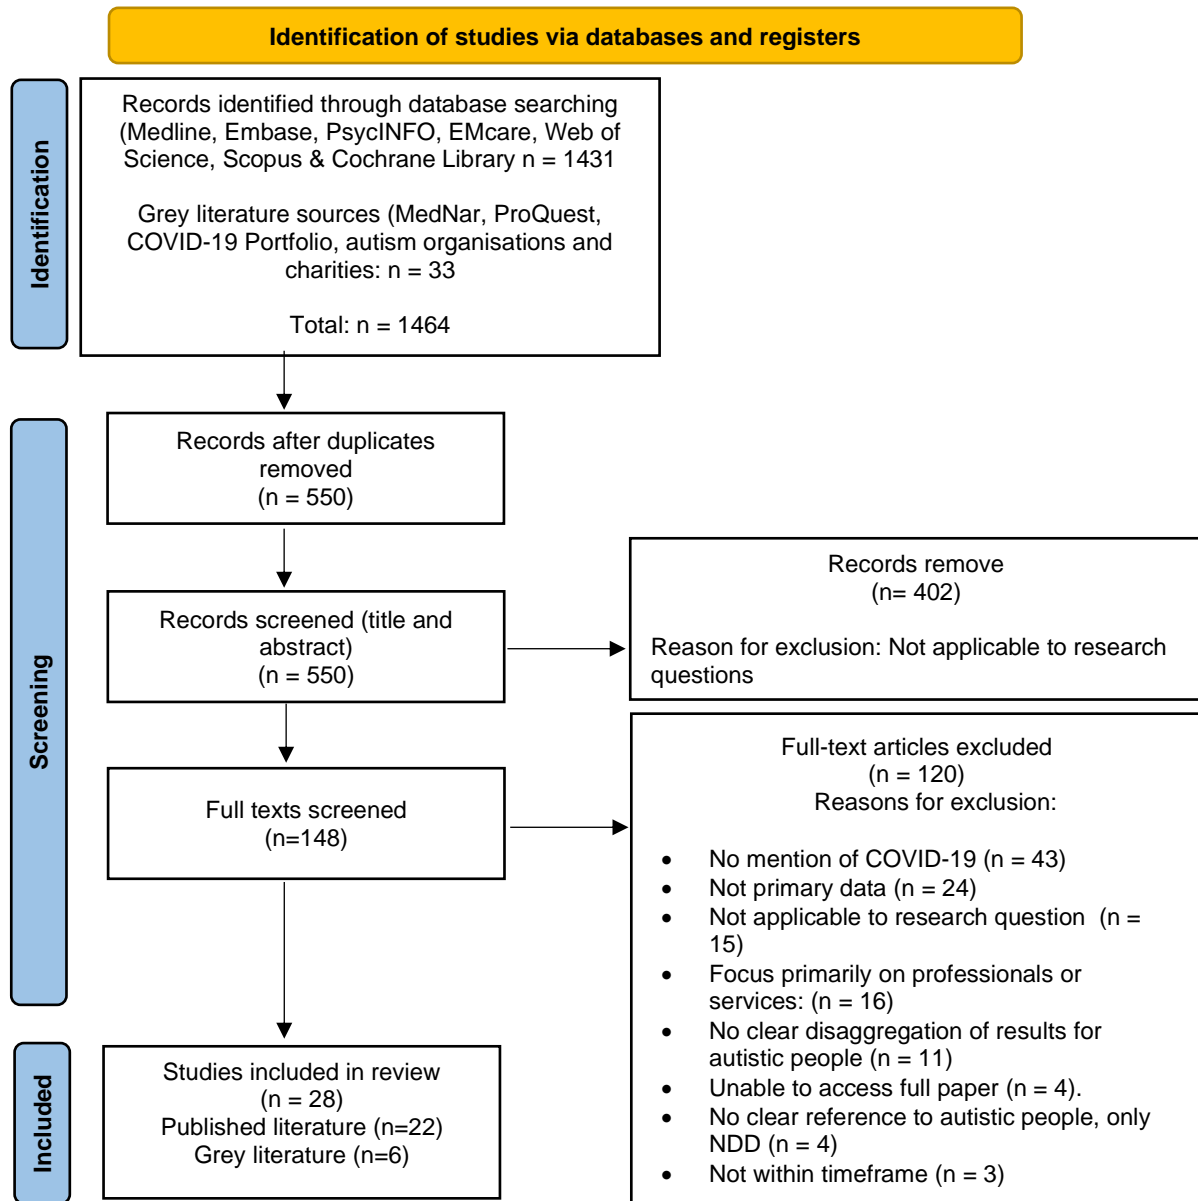 Identification of studies via databases and registers
Identification
Records identified through database searching
(Medline, Embase, PsycINFO, EMcare, Web of
Science, Scopus & Cochrane Library n = 1431
Grey literature sources (MedNar, ProQuest,
COVID-19 Portfolio, autism organisations and
charities: n = 33
Total: n = 1464
Screening
Records after duplicates
removed
(n = 550)
Records screened (title and
abstract)
(n = 550)
Records remove
(n= 402)
Reason for exclusion: Not applicable to research
questions
Full texts screened
(n=148)
Full-text articles excluded
(n = 120)
Reasons for exclusion:
• No mention of COVID-19 (n = 43)
• Not primary data (n = 24)
• Not applicable to research question (n =
15)
• Focus primarily on professionals or
services: (n = 16)
• No clear disaggregation of results for
autistic people (n = 11)
• Unable to access full paper (n = 4).
• No clear reference to autistic people, only
NDD (n = 4)
• Not within timeframe (n = 3)
Included
Studies included in review
(n = 28)
Published literature (n=22)
Grey literature (n=6)